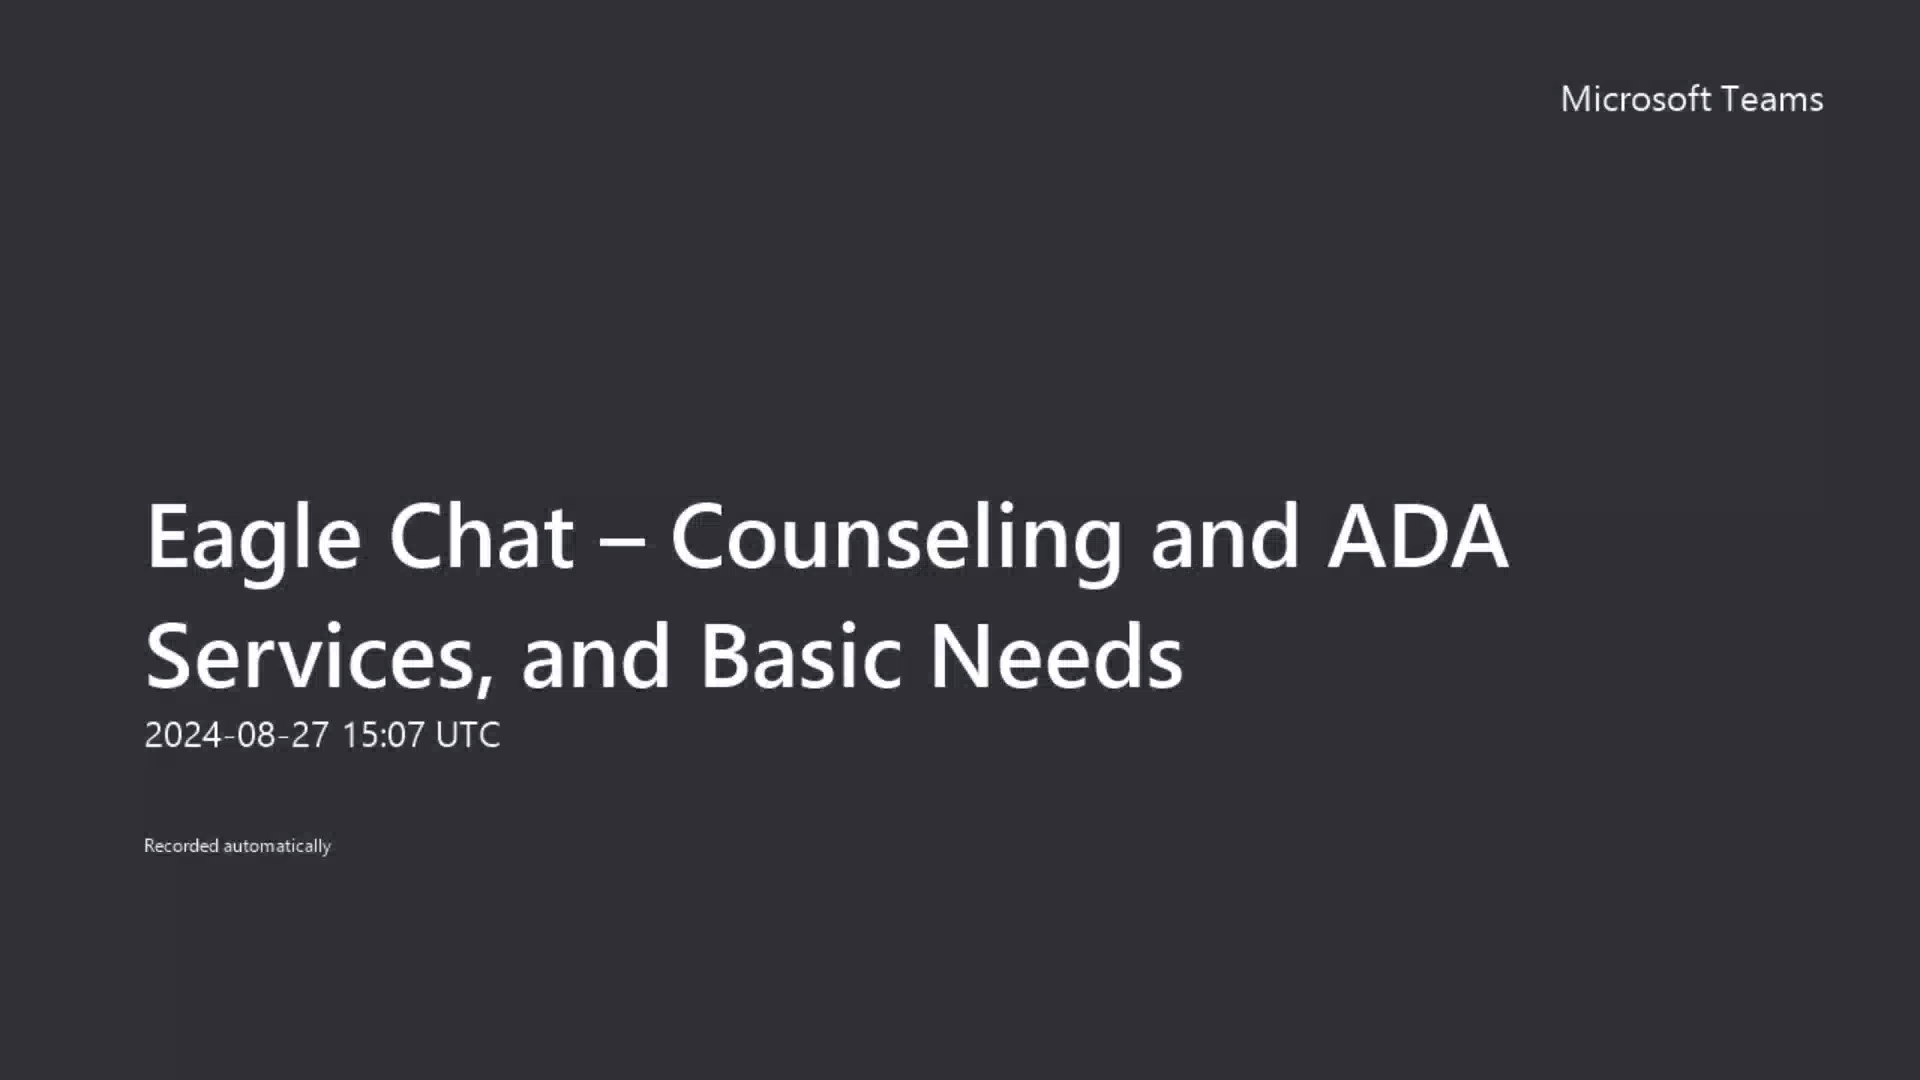 Microsoft Teams
Eagle Chat – Counseling and ADA
Services, and Basic Needs
2024-08-27 15:07 UTC
Recorded automatically